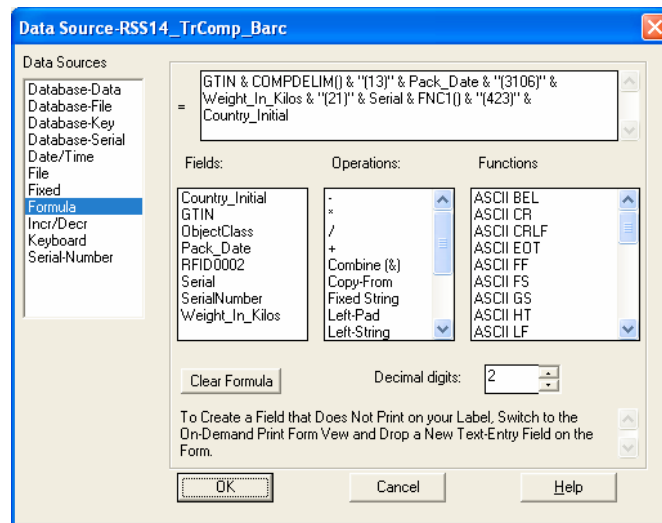 Data Source-RSS14_TrComp_Barc
Data Sources
Database-Data
Database-File
Database-Key
Database-Serial
Date/Time
File
Fixed
Formula
Incr/Decr
Keyboard
Serial-Number
=
GTIN & COMPDELIM() & "(13)" & Pack_Date & "(3106)" &
Weight_In_Kilos & "(21)" & Serial & FNC1() & "(423)" &
Country_Initial
Fields:
Country_Initial
GTIN
ObjectClass
Pack_Date
RFID0002
Serial
SerialNumber
Weight_In_Kilos
Operations:
-
*
/
+
Combine (&)
Copy-From
Fixed String
Left-Pad
Left-String
Functions
ASCII BEL
ASCII CR
ASCII CRLF
ASCII EOT
ASCII FF
ASCII FS
ASCII GS
ASCII HT
ASCII LF
Clear Formula
Decimal digits:
2
To Create a Field that Does Not Print on your Label, Switch to the
On-Demand Print Form Vew and Drop a New Text-Entry Field on the
Form.
OK
Cancel
Help